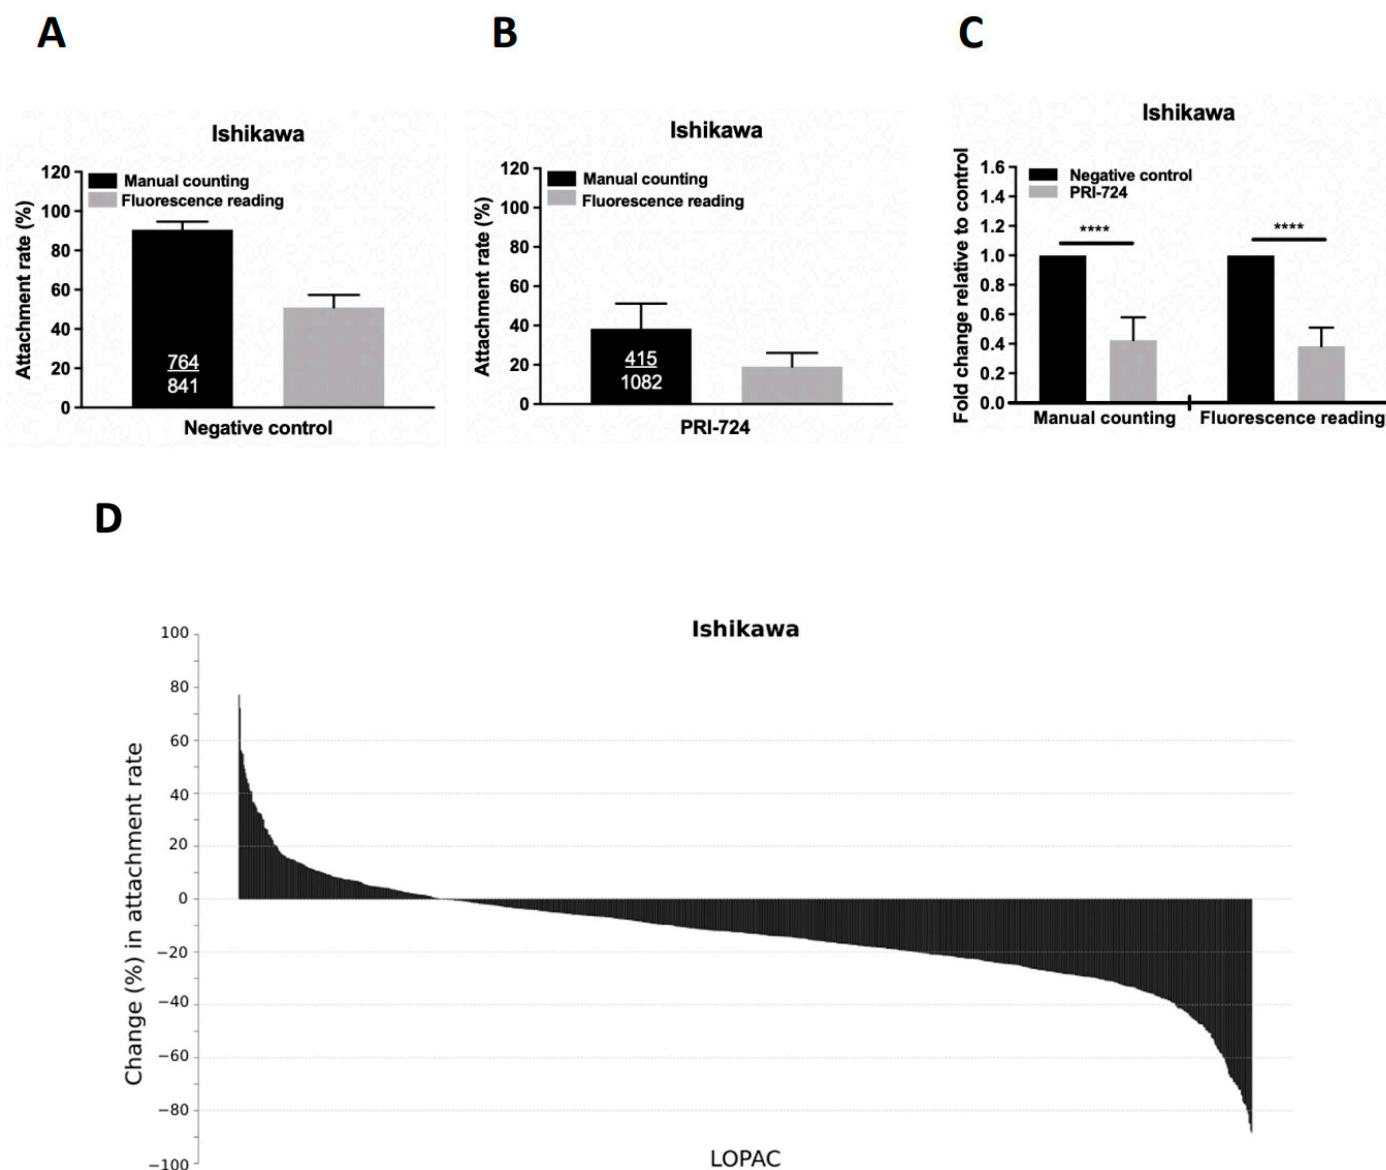 A
B
C
Ishikawa
120
100
80
60
40
20
0
Attachment rate (%)
Manual counting
Fluorescence reading
764
841
Negative control
Ishikawa
120
100
80
60
40
20
0
Attachment rate (%)
Manual counting
Fluorescence reading
415
1082
PRI-724
Ishikawa
1.6
1.4
1.2
1.0
0.8
0.6
0.4
0.2
0.0
Fold change relative to control
Negative control
PRI-724
****
****
Manual counting
Fluorescence reading
D
Ishikawa
100
80
60
40
20
0
−20
−40
−60
−80
−100
Change (%) in attachment rate
LOPAC